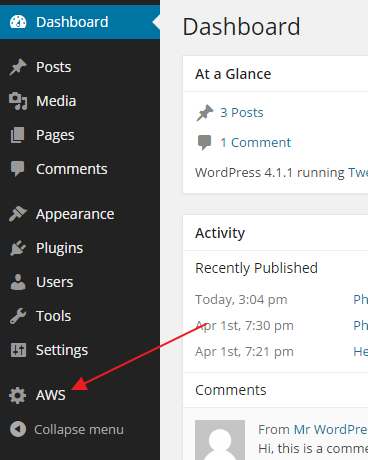 Dashboard
Posts
Media
Pages
Comments
Appearance
Plugins
Users
Tools
Settings
AWS
Collapse menu
Dashboard
At a Glance
3 Posts
1 Comment
WordPress 4.1.1 running Twe
Activity
Recently Published
Today, 3:04 pm Ph
Apr 1st, 7:30 pm Ph
Apr 1st, 7:21 pm He
Comments
From Mr WordPre
Hi, this is a comme